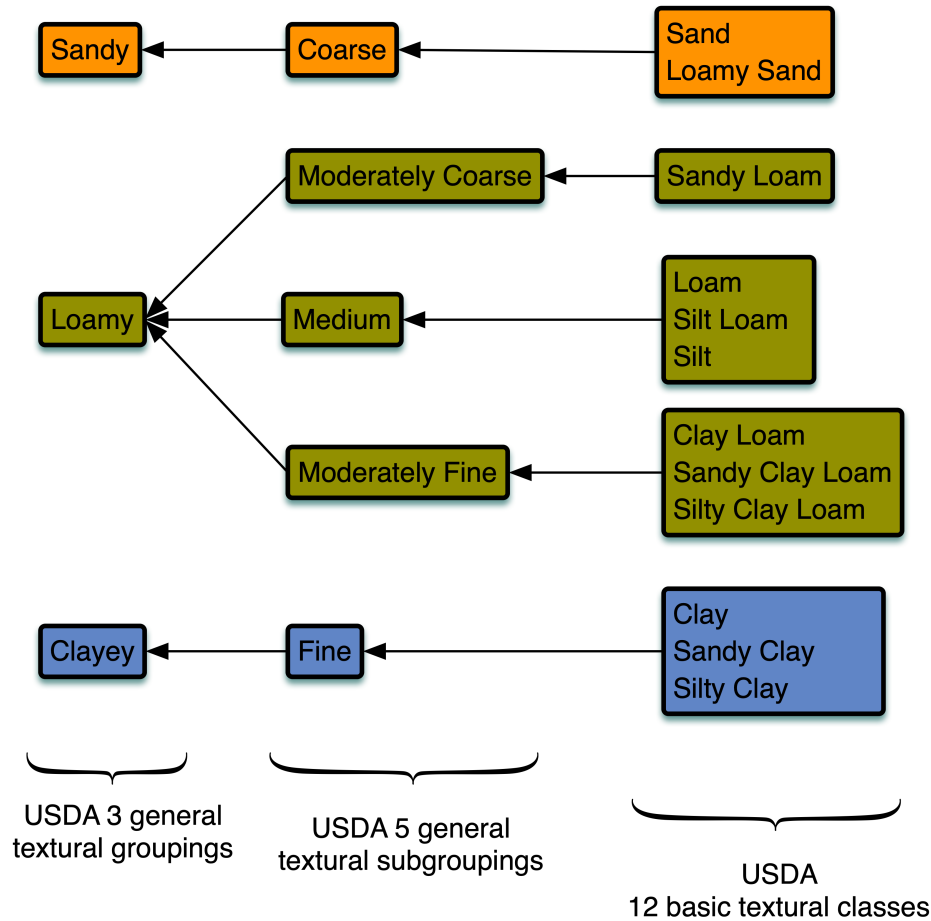 Sandy
Coarse
Sand
Loamy Sand
Moderately Coarse
Sandy Loam
Loamy
Medium
Loam
Silt Loam
Silt
Moderately Fine
Clay Loam
Sandy Clay Loam
Silty Clay Loam
Clayey
Fine
Clay
Sandy Clay
Silty Clay
USDA 3 general
textural groupings
USDA 5 general
textural subgroupings
USDA
12 basic textural classes